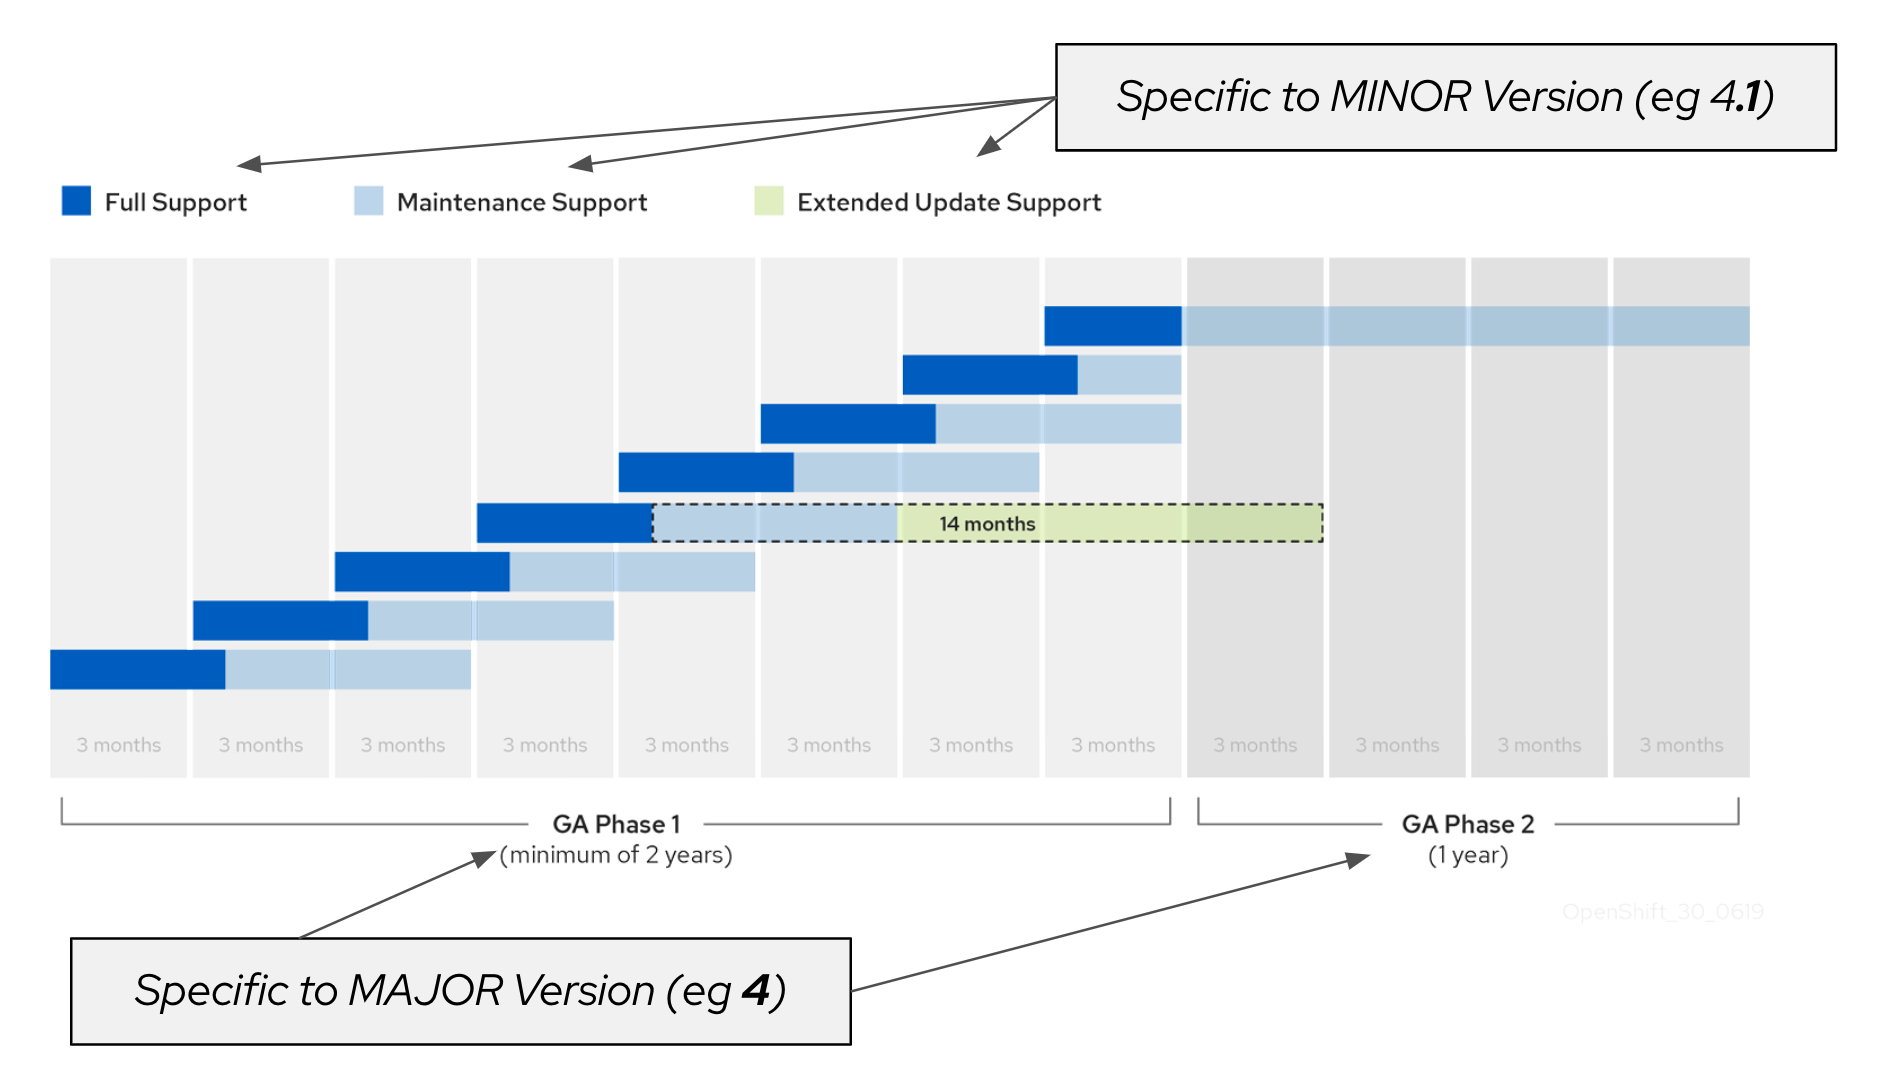 Specific to MINOR Version (eg 4.1)
Full Support
Maintenance Support
Extended Update Support
14 months
3 months
3 months
3 months
3 months
3 months
3 months
3 months
3 months
3 months
3 months
3 months
3 months
GA Phase 1
(minimum of 2 years)
GA Phase 2
(1 year)
OpenShift_30_0619
Specific to MAJOR Version (eg 4)